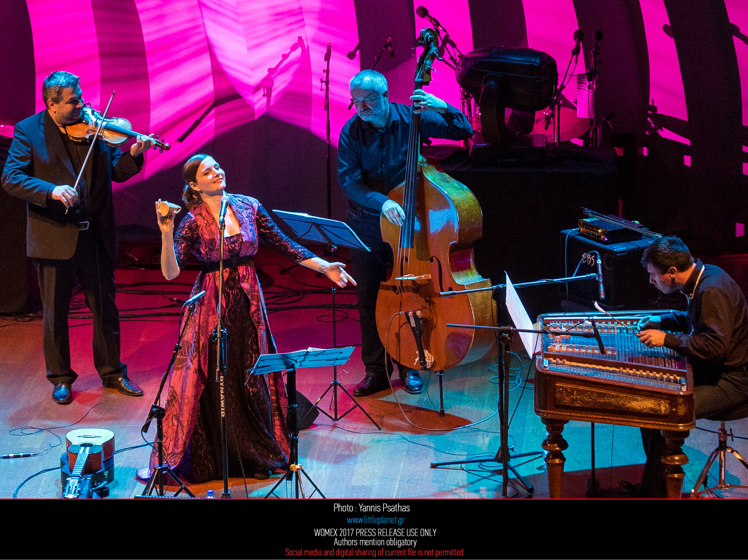 DYNAWID
Photo : Yannis Psathas
www.littleplanet.gr
WOMEX 2017 PRESS RELEASE USE ONLY
Authors mention obligatory
Social media and digital sharing of current file is not permitted